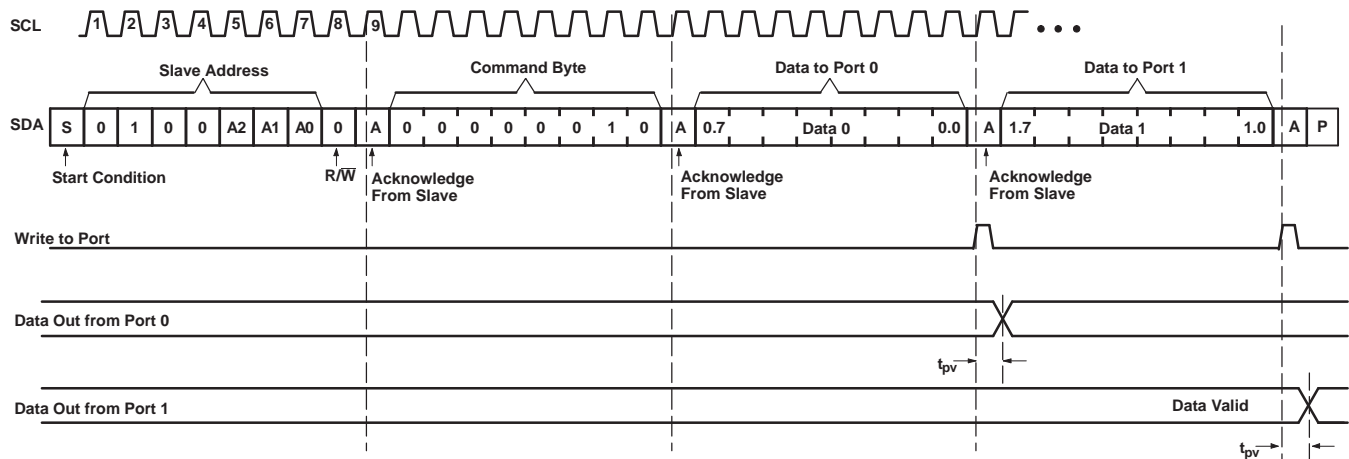 SCL 1 2 3 4 5 6 7 8 9 • • •
Slave Address Command Byte Data to Port 0 Data to Port 1
SDA S 0 1 0 0 A2 A1 A0 0 A 0 0 0 0 0 0 1 0 A 0.7 Data 0 0.0 A 1.7 Data 1 1.0 A P
Start Condition R/W̅ Acknowledge From Slave Acknowledge From Slave Acknowledge From Slave
Write to Port
Data Out from Port 0
tpv
Data Out from Port 1 Data Valid
tpv